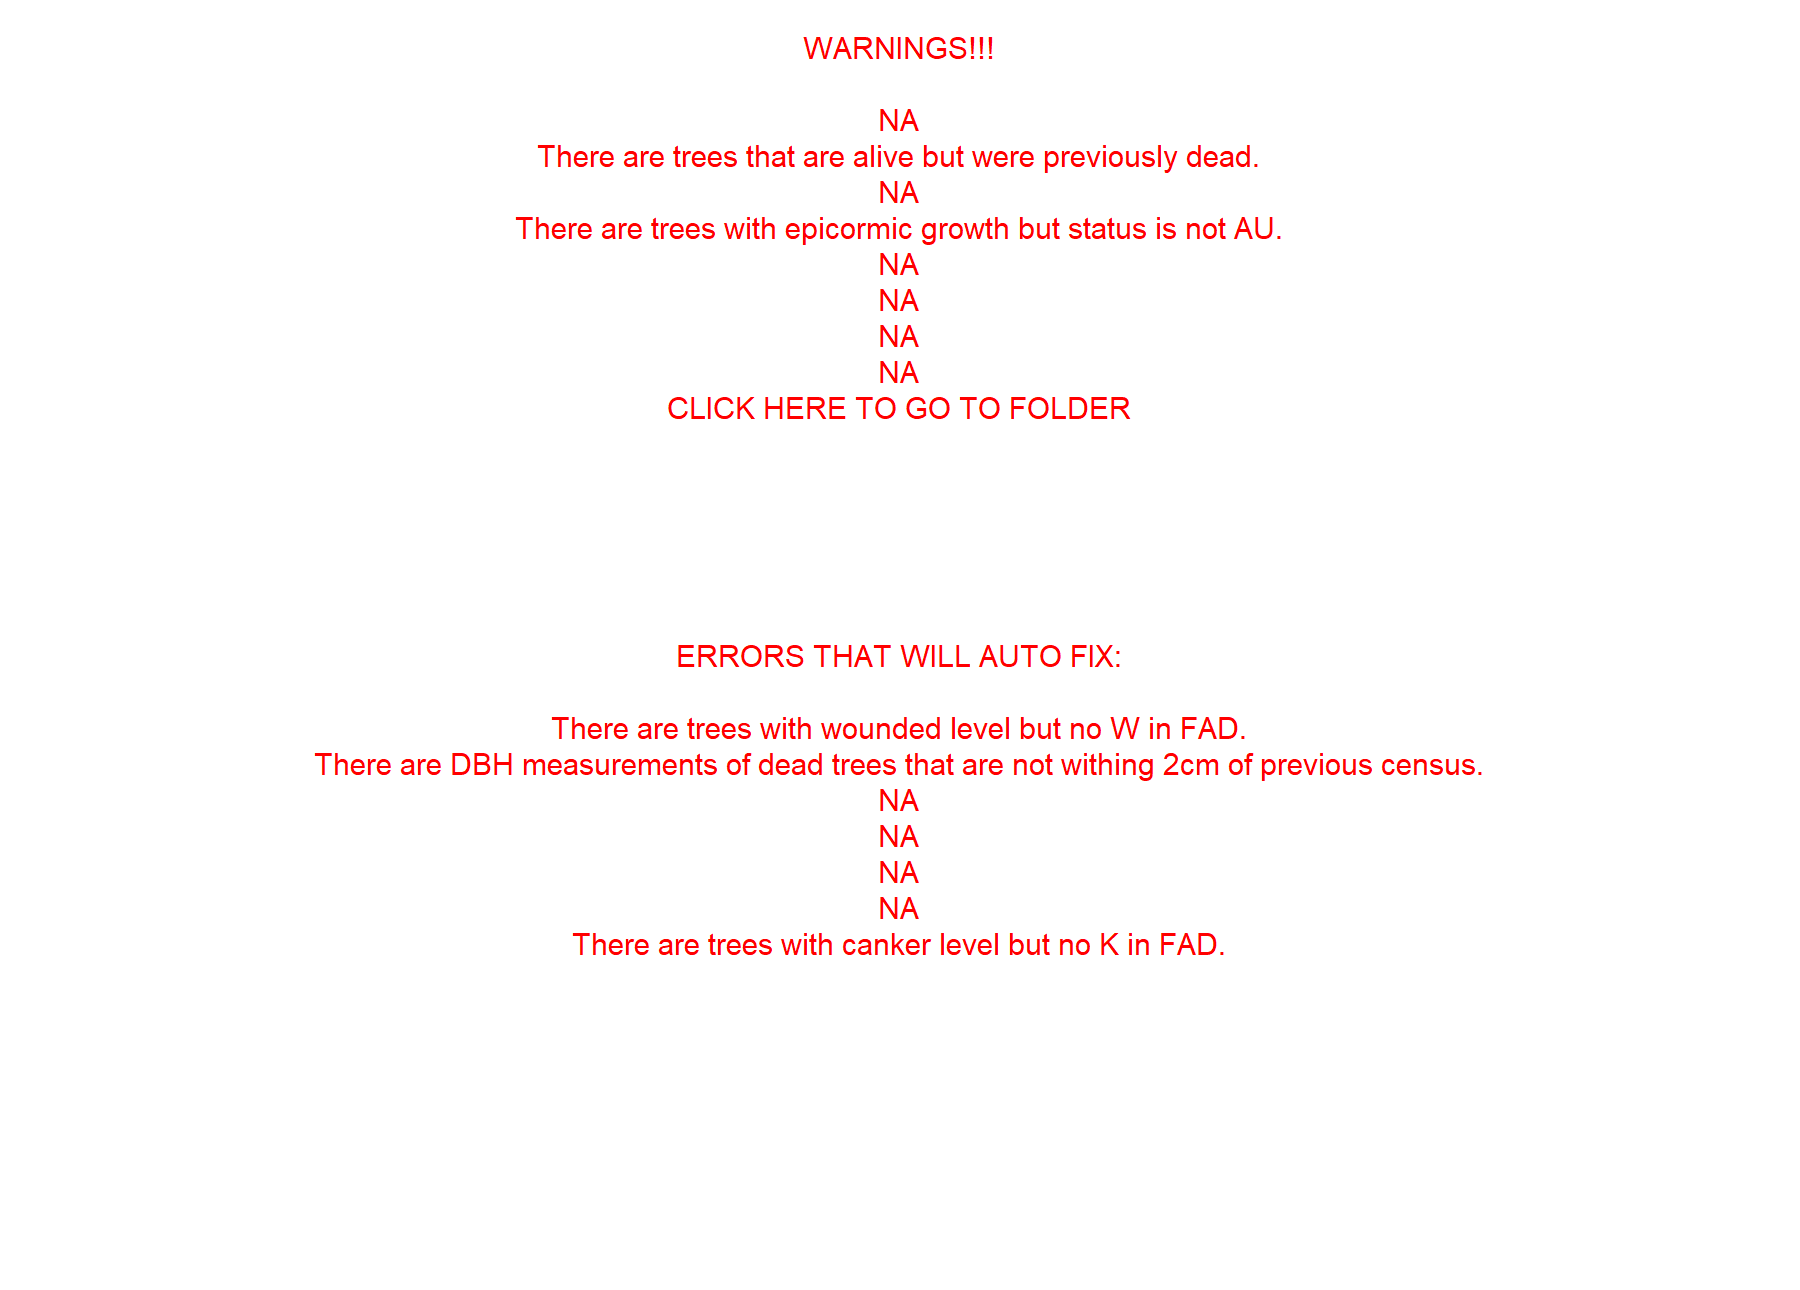 WARNINGS!!!
NA
There are trees that are alive but were previously dead.
NA
There are trees with epicormic growth but status is not AU.
NA
NA
NA
NA
CLICK HERE TO GO TO FOLDER
ERRORS THAT WILL AUTO FIX:
There are trees with wounded level but no W in FAD.
There are DBH measurements of dead trees that are not withing 2cm of previous census.
NA
NA
NA
NA
There are trees with canker level but no K in FAD.